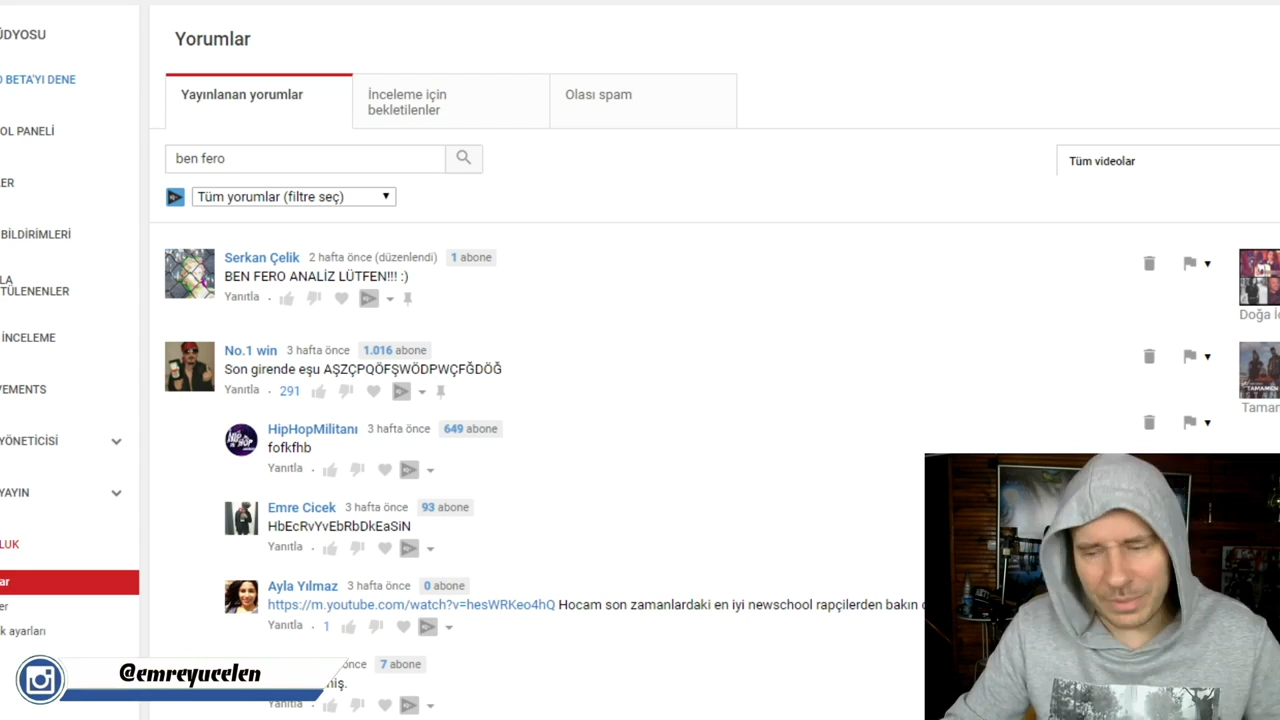 ÜDYOSU
O BETA'YI DENE
OL PANELİ
ER
BİLDİRİMLERİ
LA
TÜLENENLER
İNCELEME
VEMENTS
YÖNETİCİSİ
YAYIN
LUK
ar
er
k ayarları
Yorumlar
Yayınlanan yorumlar
İnceleme için
bekletilenler
Olası spam
ben fero
Tüm videolar
Tüm yorumlar (filtre seç)
Serkan Çelik 2 hafta önce (düzenlendi) 1 abone
BEN FERO ANALİZ LÜTFEN!!! :)
Yanıtla
Doğa İç
No.1 win 3 hafta önce 1.016 abone
Son girende eşu AŞZÇPQÖFŞWÖDPWÇFĞDÖĞ
Yanıtla 291
TAMAMEN
Tamam
HipHopMilitanı 3 hafta önce 649 abone
fofkfhb
Yanıtla
Emre Cicek 3 hafta önce 93 abone
HbEcRvYvEbRbDkEaSiN
Yanıtla
Ayla Yılmaz 3 hafta önce 0 abone
https://m.youtube.com/watch?v=hesWRKeo4hQ Hocam son zamanlardaki en iyi newschool rapçilerden bakın
Yanıtla 1
önce 7 abone
niş.
Yanıtla
@emreyucelen